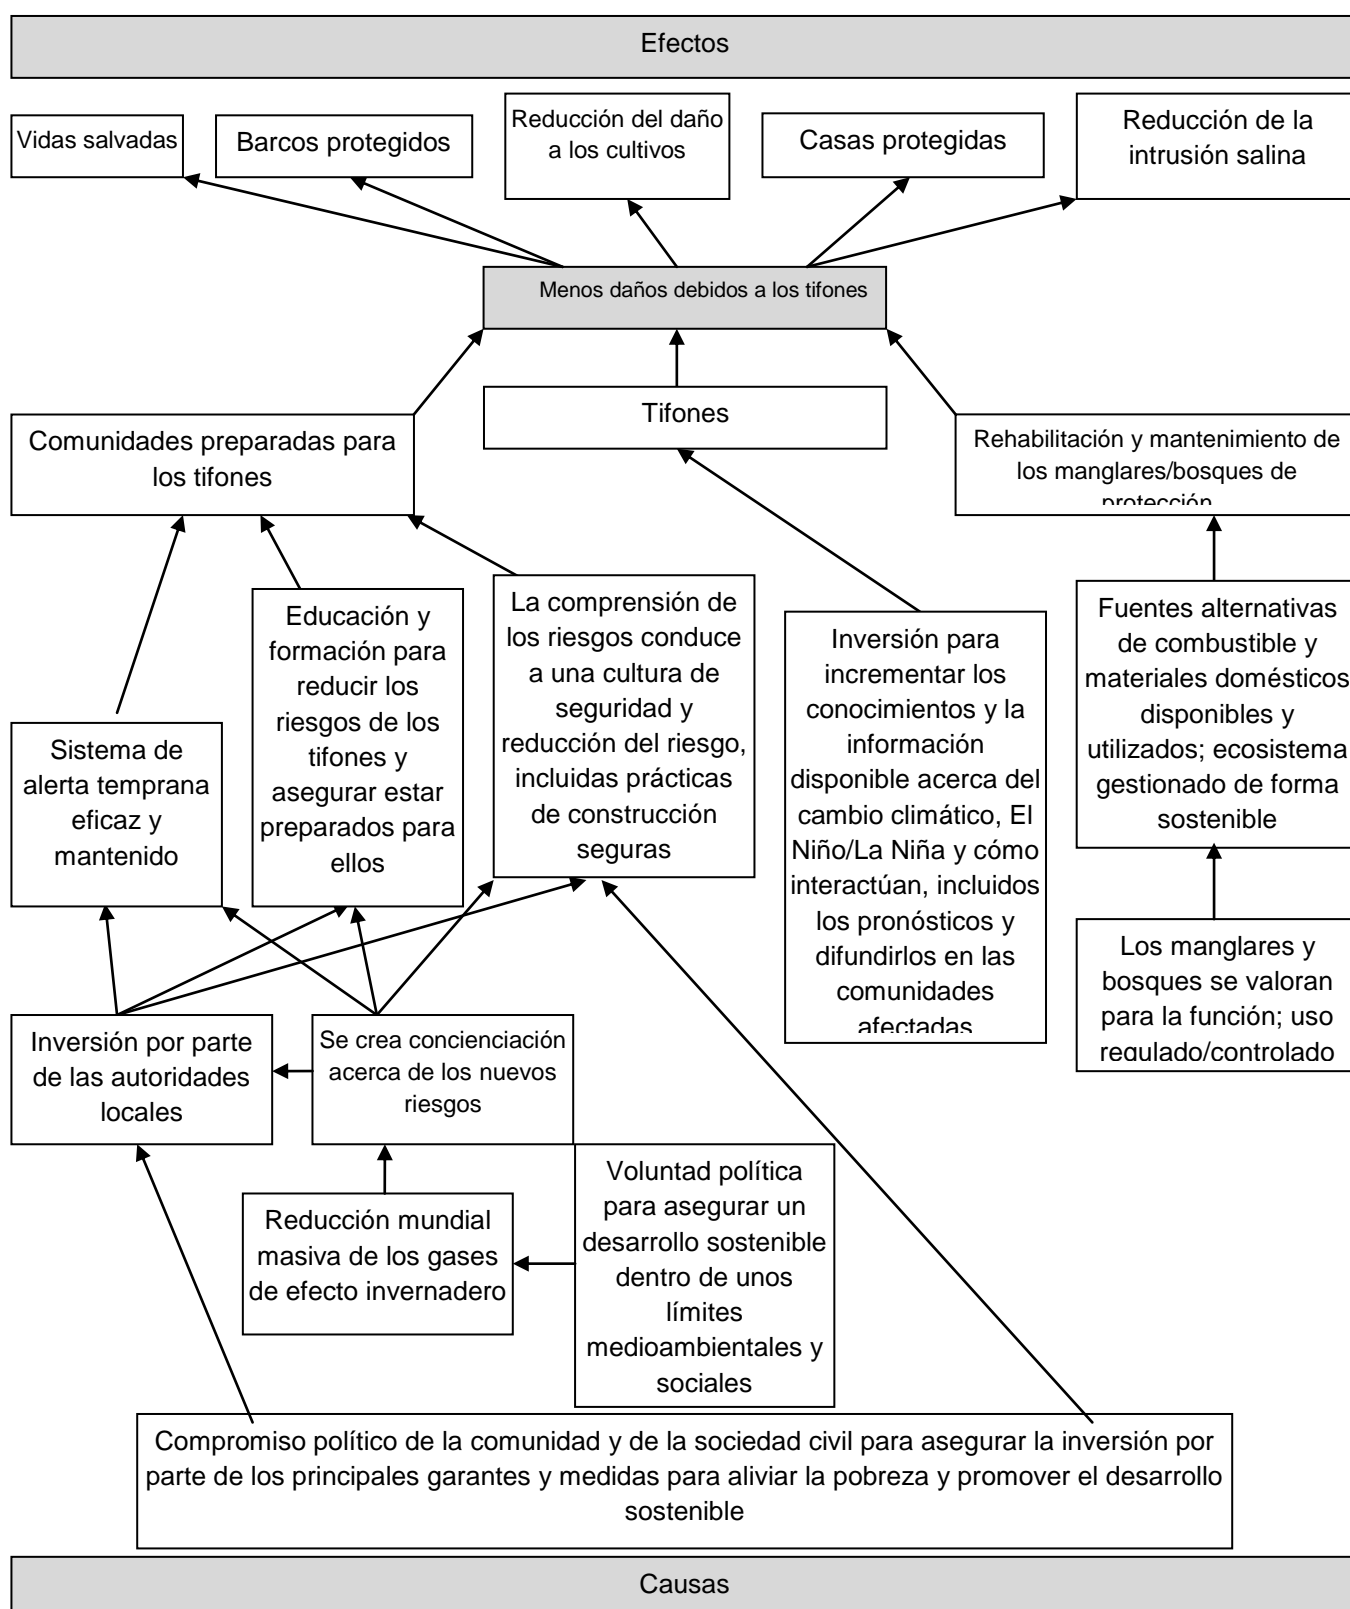 Efectos
Vidas salvadas
Barcos protegidos
Reducción del daño
a los cultivos
Casas protegidas
Reducción de la
intrusión salina
Menos daños debidos a los tifones
Comunidades preparadas para
los tifones
Tifones
Rehabilitación y mantenimiento de
los manglares/bosques de
protección
Sistema de
alerta temprana
eficaz y
mantenido
Educación y
formación para
reducir los
riesgos de los
tifones y
asegurar estar
preparados para
ellos
La comprensión de
los riesgos conduce
a una cultura de
seguridad y
reducción del riesgo,
incluidas prácticas
de construcción
seguras
Inversión para
incrementar los
conocimientos y la
información
disponible acerca del
cambio climático, El
Niño/La Niña y cómo
interactúan, incluidos
los pronósticos y
difundirlos en las
comunidades
afectadas
Fuentes alternativas
de combustible y
materiales domésticos
disponibles y
utilizados; ecosistema
gestionado de forma
sostenible
Los manglares y
bosques se valoran
para la función; uso
regulado/controlado
Inversión por parte
de las autoridades
locales
Se crea concienciación
acerca de los nuevos
riesgos
Reducción mundial
masiva de los gases
de efecto invernadero
Voluntad política
para asegurar un
desarrollo sostenible
dentro de unos
límites
medioambientales y
sociales
Compromiso político de la comunidad y de la sociedad civil para asegurar la inversión por
parte de los principales garantes y medidas para aliviar la pobreza y promover el desarrollo
sostenible
Causas